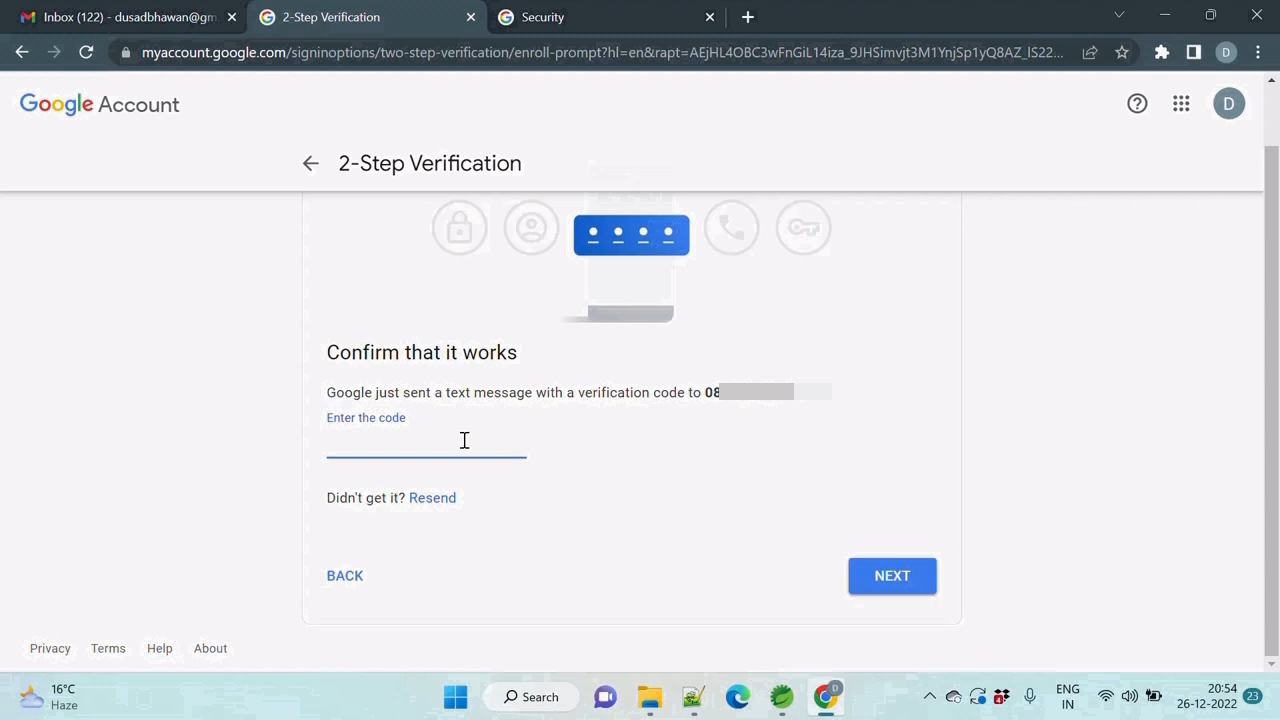 Inbox (122) - dusadbhawan@gm
2-Step Verification
Security
myaccount.google.com/signinoptions/two-step-verification/enroll-prompt?hl=en&rapt=AEjHL4OBC3wFnGiL14iza_9JHSimvjt3M1YnjSp1yQ8AZ_lS22...
D
Google Account
D
2-Step Verification
Confirm that it works
Google just sent a text message with a verification code to 08
Enter the code
Didn't get it? Resend
BACK
NEXT
Privacy
Terms
Help
About
16°C
Haze
Search
D
ENG
IN
20:54
26-12-2022
23